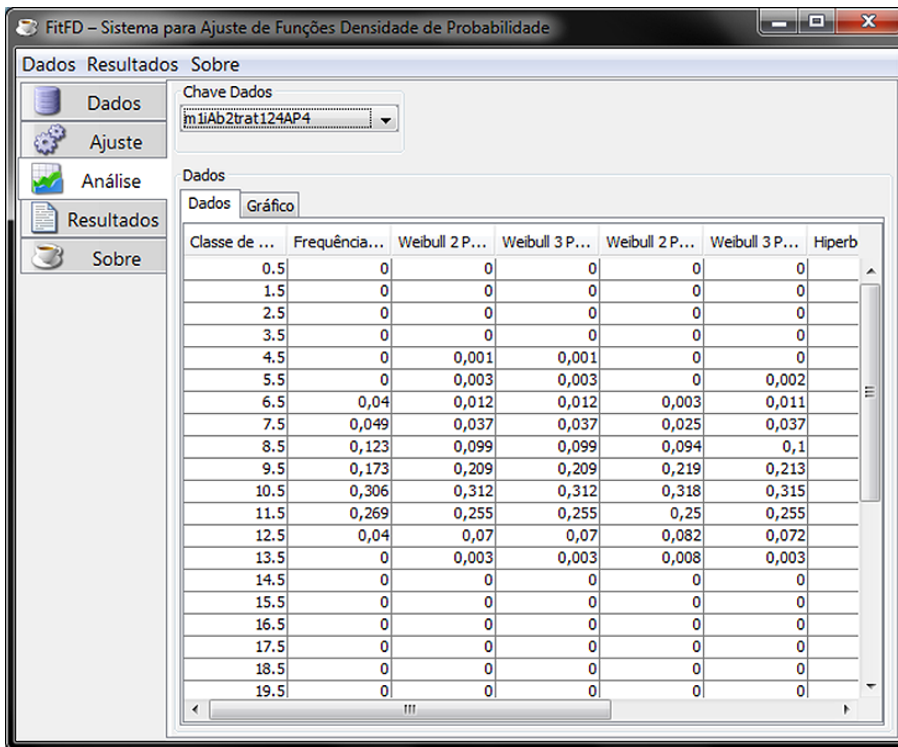 FitFD – Sistema para Ajuste de Funções Densidade de Probabilidade
Dados Resultados Sobre
Dados
Ajuste
Análise
Resultados
Sobre
Chave Dados
m1iAb2trat124AP4
Dados
Dados Gráfico
Classe de ... Frequência... Weibull 2 P... Weibull 3 P... Weibull 2 P... Weibull 3 P... Hiperb
0.5 0 0 0 0 0
1.5 0 0 0 0 0
2.5 0 0 0 0 0
3.5 0 0 0 0 0
4.5 0 0,001 0,001 0 0
5.5 0 0,003 0,003 0 0,002
6.5 0,04 0,012 0,012 0,003 0,011
7.5 0,049 0,037 0,037 0,025 0,037
8.5 0,123 0,099 0,099 0,094 0,1
9.5 0,173 0,209 0,209 0,219 0,213
10.5 0,306 0,312 0,312 0,318 0,315
11.5 0,269 0,255 0,255 0,25 0,255
12.5 0,04 0,07 0,07 0,082 0,072
13.5 0 0,003 0,003 0,008 0,003
14.5 0 0 0 0 0
15.5 0 0 0 0 0
16.5 0 0 0 0 0
17.5 0 0 0 0 0
18.5 0 0 0 0 0
19.5 0 0 0 0 0